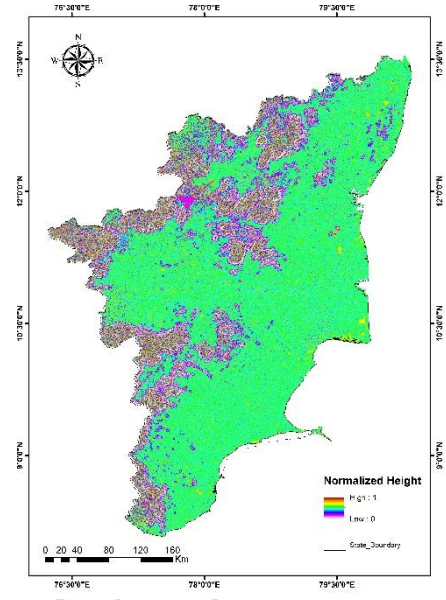 76°30'0"E 78°0'0"E 79°30'0"E
N
W E
S
13°30'0"N 13°30'0"N
12°0'0"N 12°0'0"N
10°30'0"N 10°30'0"N
9°0'0"N 9°0'0"N
Normalized Height
High : 1
Low : 0
State_Boundary
0 20 40 80 120 160
Km
76°30'0"E 78°0'0"E 79°30'0"E